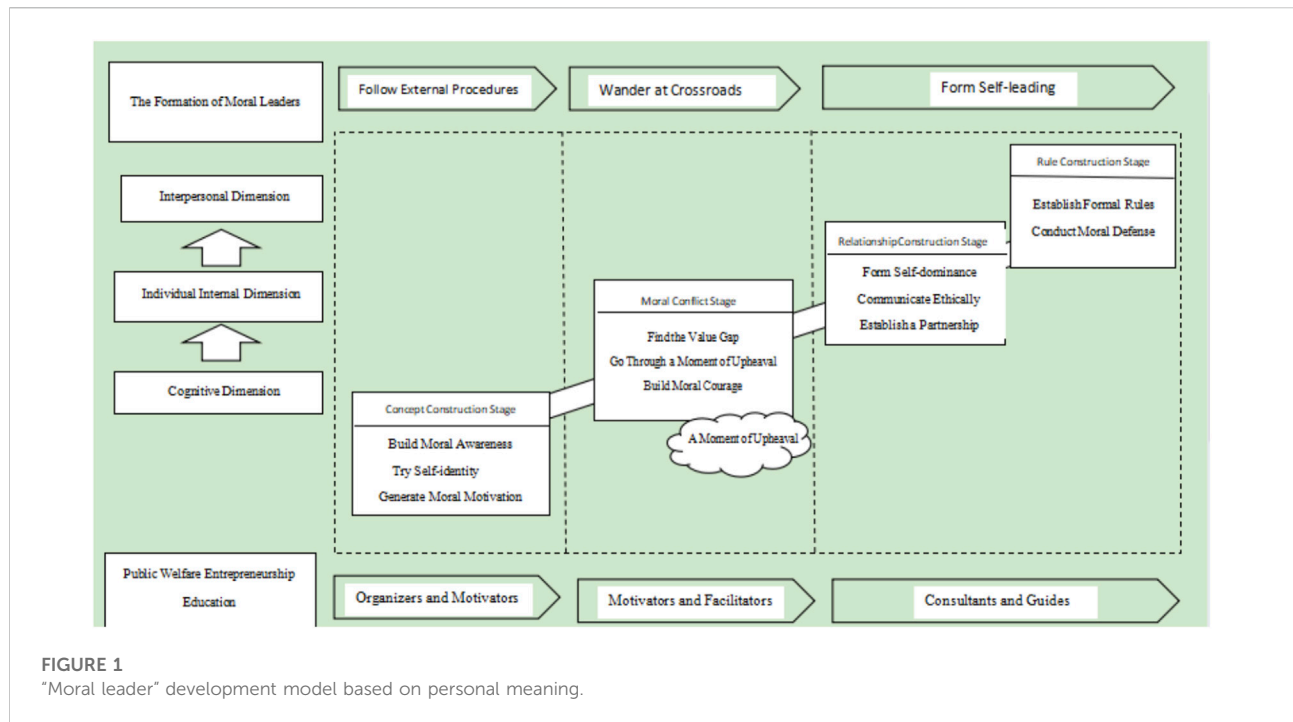 The Formation of Moral Leaders
Follow External Procedures
Wander at Crossroads
Form Self-leading
Interpersonal Dimension
Individual Internal Dimension
Cognitive Dimension
Concept Construction Stage
Build Moral Awareness
Try Self-identity
Generate Moral Motivation
Moral Conflict Stage
Find the Value Gap
Go Through a Moment of Upheaval
Build Moral Courage
A Moment of Upheaval
Relationship Construction Stage
Form Self-dominance
Communicate Ethically
Establish a Partnership
Rule Construction Stage
Establish Formal Rules
Conduct Moral Defense
Public Welfare Entrepreneurship
Education
Organizers and Motivators
Motivators and Facilitators
Consultants and Guides
FIGURE 1
"Moral leader" development model based on personal meaning.